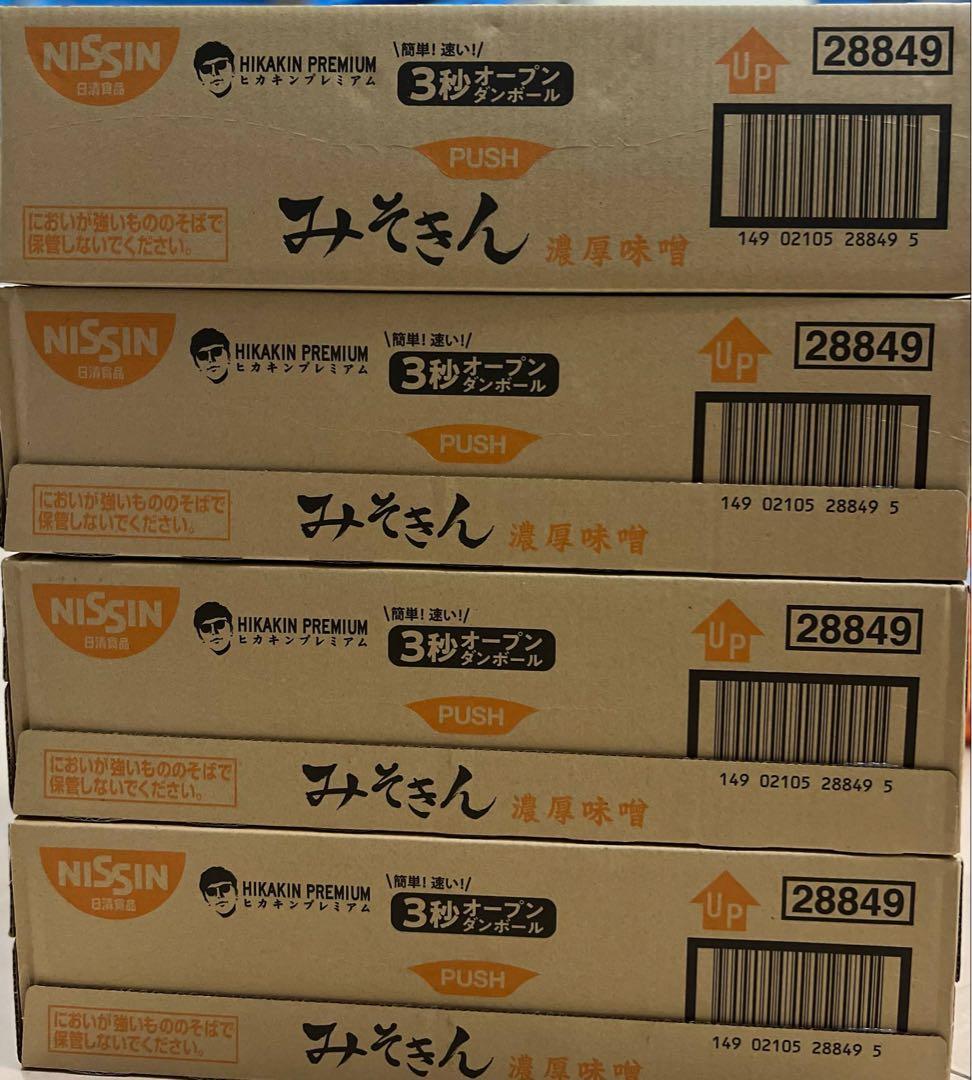 NISSIN
日清食品
HIKAKIN PREMIUM
ヒカキンプレミアム
\簡単! 速い!/
3秒オープン
ダンボール
UP
28849
PUSH
149 02105 28849 5
においが強いもののそばで
保管しないでください。
みそきん 濃厚味噌
NISSIN
日清食品
HIKAKIN PREMIUM
ヒカキンプレミアム
\簡単! 速い!/
3秒オープン
ダンボール
UP
28849
PUSH
149 02105 28849 5
においが強いもののそばで
保管しないでください。
みそきん 濃厚味噌
NISSIN
日清食品
HIKAKIN PREMIUM
ヒカキンプレミアム
\簡単! 速い!/
3秒オープン
ダンボール
UP
28849
PUSH
149 02105 28849 5
においが強いもののそばで
保管しないでください。
みそきん 濃厚味噌
NISSIN
日清食品
HIKAKIN PREMIUM
ヒカキンプレミアム
\簡単! 速い!/
3秒オープン
ダンボール
UP
28849
PUSH
149 02105 28849 5
においが強いもののそばで
保管しないでください。
みそきん 濃厚味噌